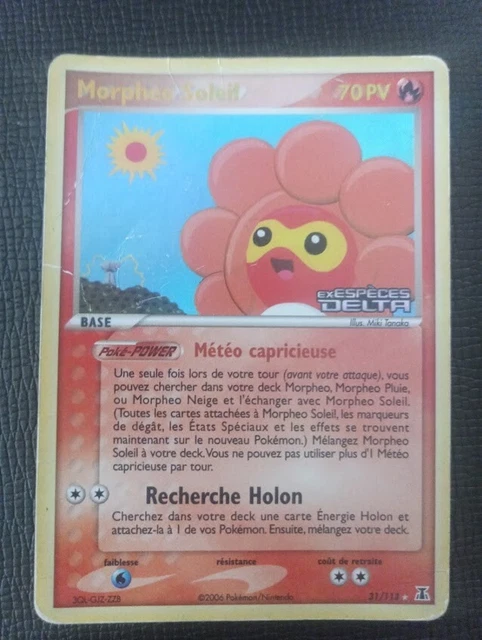 Morpheo Soleil 70 PV
EX ESPÈCES
DELTA
BASE Illus. Miki Tanaka
Poké-POWER Météo capricieuse
Une seule fois lors de votre tour (avant votre attaque), vous
pouvez chercher dans votre deck Morpheo, Morpheo Pluie,
ou Morpheo Neige et l'échanger avec Morpheo Soleil.
(Toutes les cartes attachées à Morpheo Soleil, les marqueurs
de dégât, les États Spéciaux et les effets se trouvent
maintenant sur le nouveau Pokémon.) Mélangez Morpheo
Soleil à votre deck. Vous ne pouvez pas utiliser plus d'1 Météo
capricieuse par tour.
Recherche Holon
Cherchez dans votre deck une carte Énergie Holon et
attachez-la à 1 de vos Pokémon. Ensuite, mélangez votre deck.
faiblesse résistance coût de retraite
3QL-OJZ-ZZB ©2006 Pokémon/Nintendo 31/113